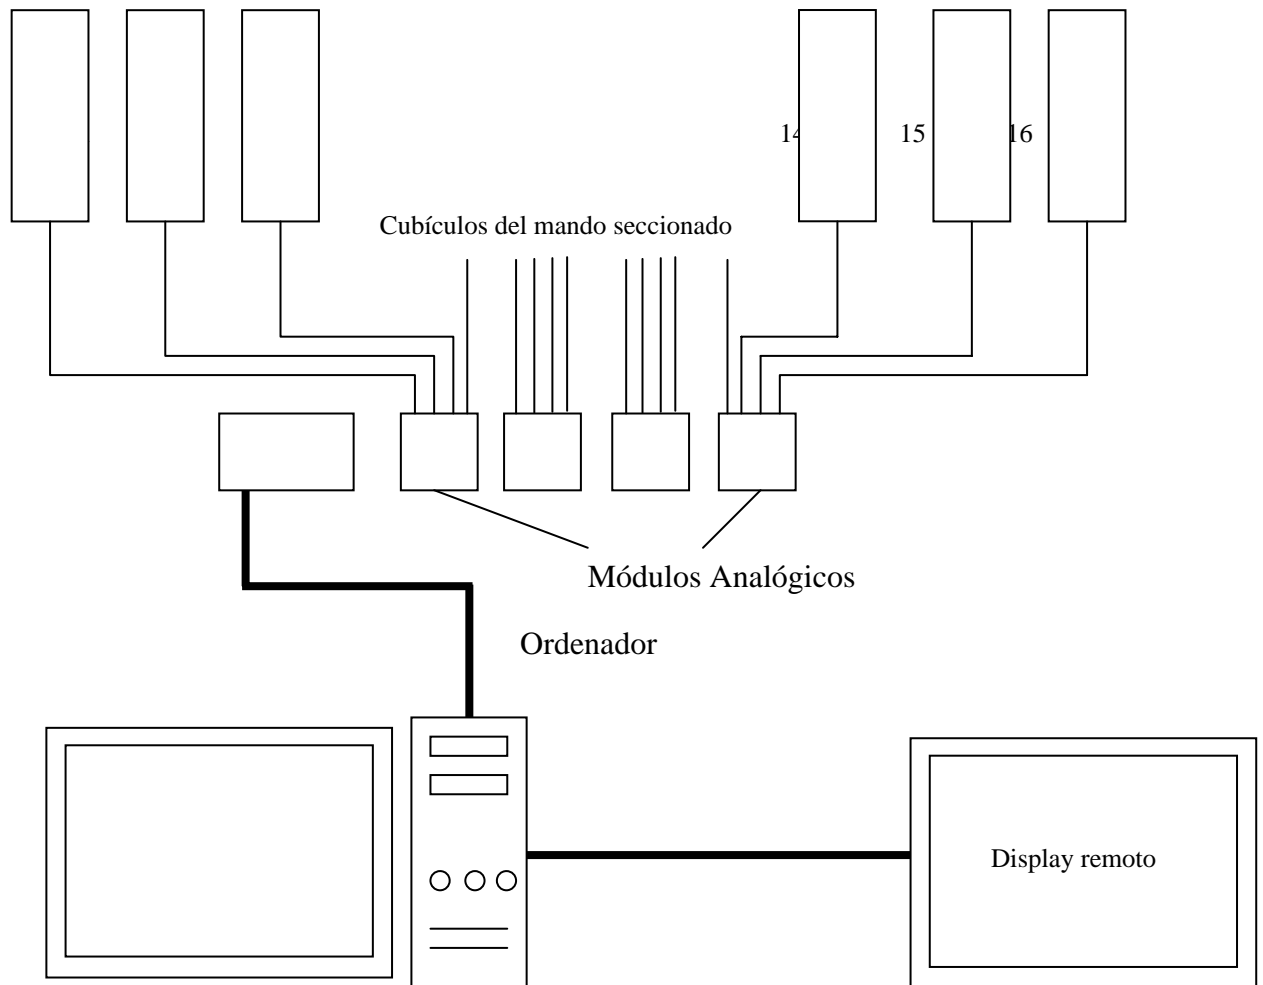 14 15 16
Cubículos del mando seccionado
Módulos Analógicos
Ordenador
Display remoto